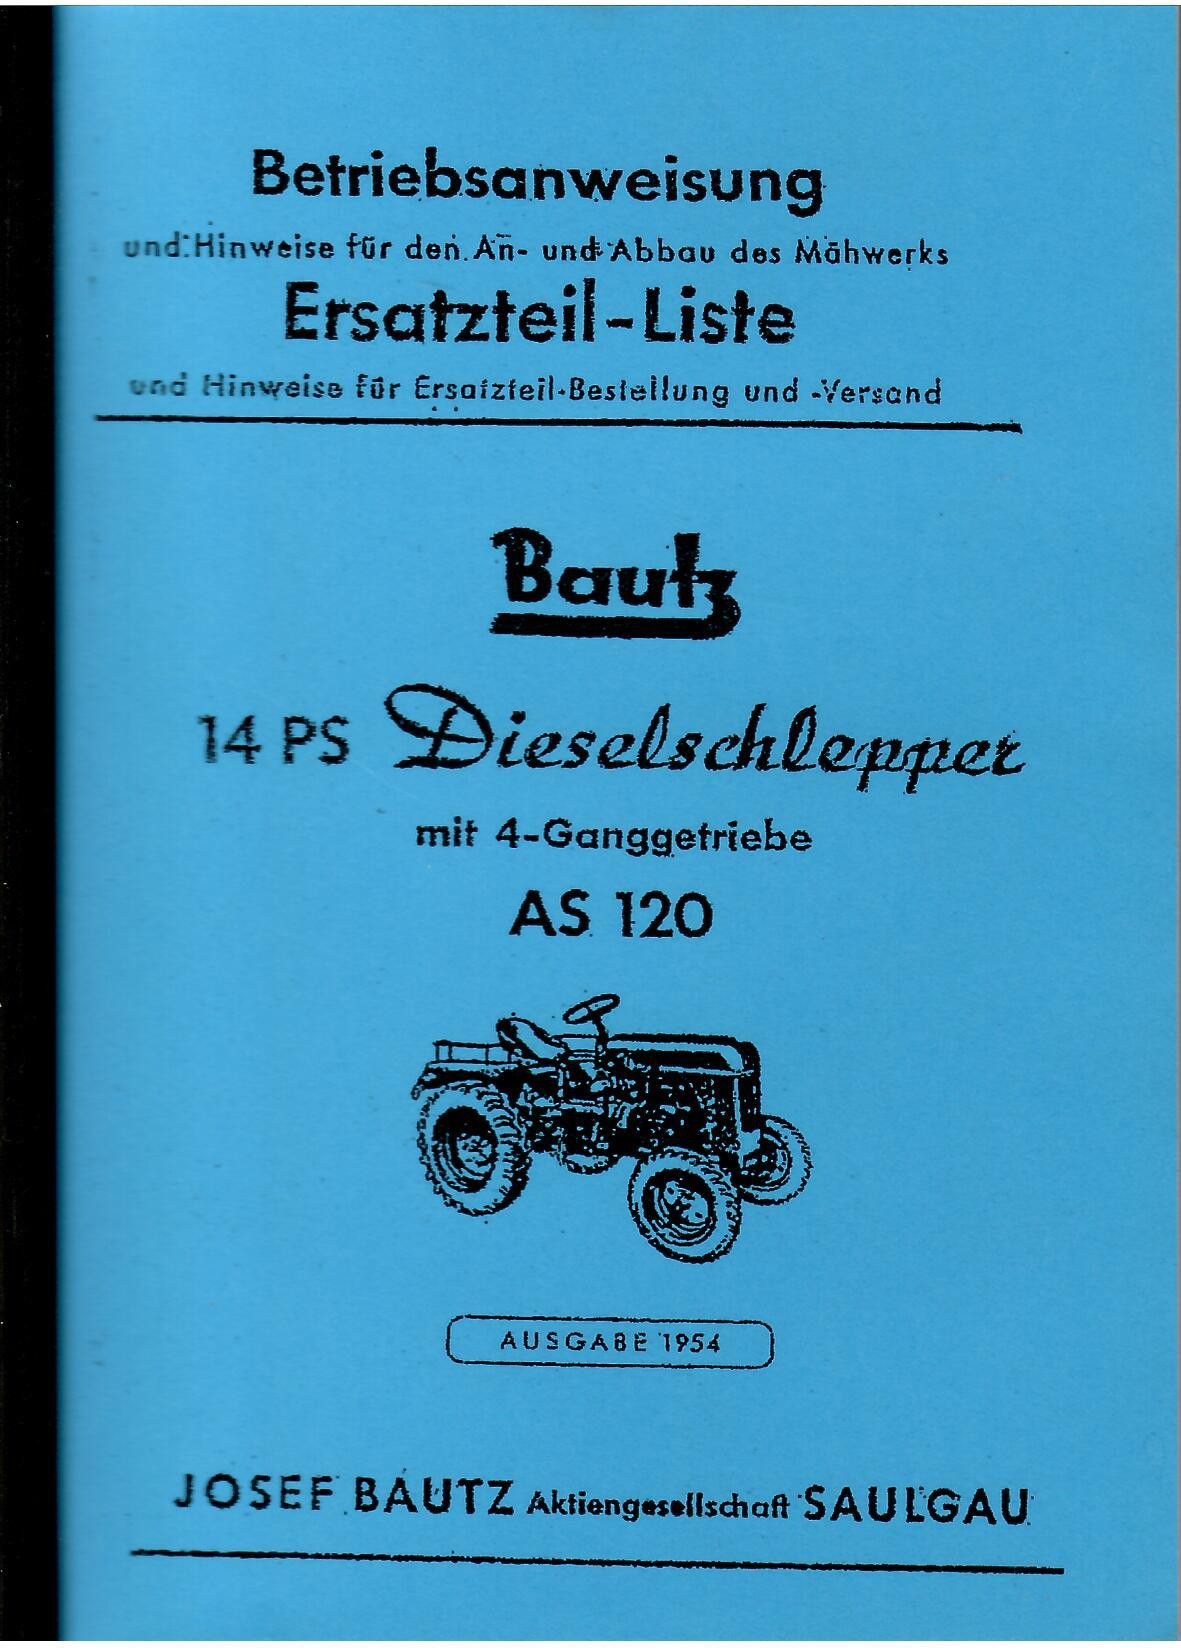 Betriebsanweisung
und Hinweise für den An- und Abbau des Mähwerks
Ersatzteil-Liste
und Hinweise für Ersatzteil-Bestellung und -Versand
Bautz
14 PS Dieselschlepper
mit 4-Ganggetriebe
AS 120
AUSGABE 1954
JOSEF BAUTZ Aktiengesellschaft SAULGAU